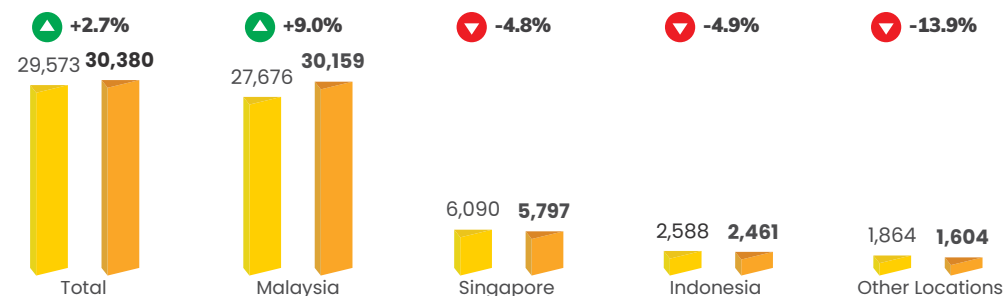 +2.7%
+9.0%
-4.8%
-4.9%
-13.9%
29,573 30,380
27,676 30,159
6,090 5,797
2,588 2,461
1,864 1,604
Total
Malaysia
Singapore
Indonesia
Other Locations